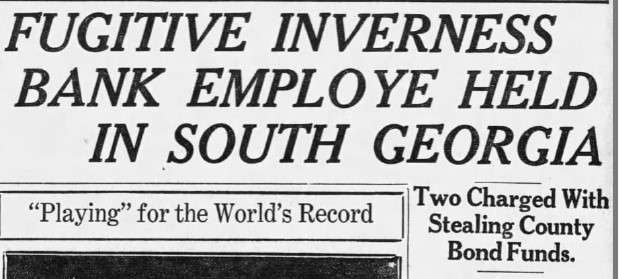 FUGITIVE INVERNESS
BANK EMPLOYE HELD
IN SOUTH GEORGIA
"Playing" for the World's Record
Two Charged With
Stealing County
Bond Funds.